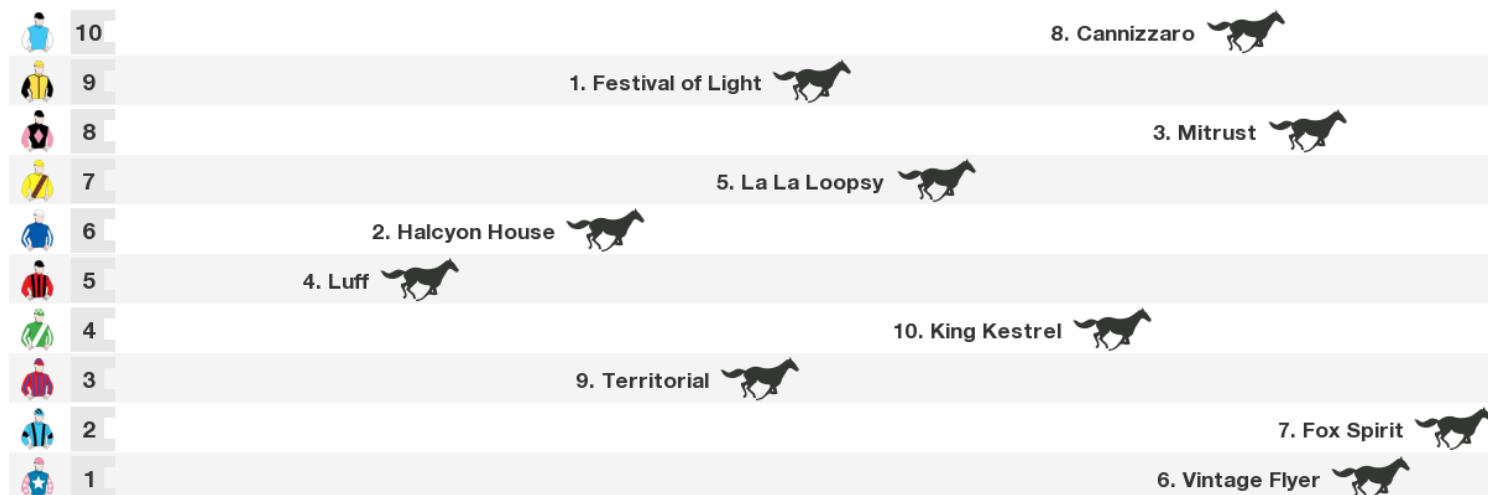 10 8. Cannizzaro
9 1. Festival of Light
8 3. Mitrust
7 5. La La Loopsy
6 2. Halcyon House
5 4. Luff
4 10. King Kestrel
3 9. Territorial
2 7. Fox Spirit
1 6. Vintage Flyer